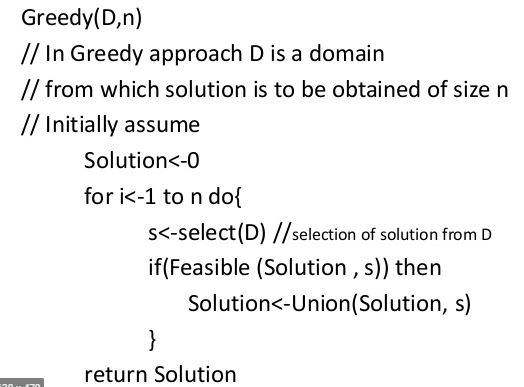 Greedy(D,n)
// In Greedy approach D is a domain
// from which solution is to be obtained of size n
// Initially assume
Solution<-0
for i<-1 to n do{
s<-select(D) //selection of solution from D
if(Feasible (Solution , s)) then
Solution<-Union(Solution, s)
}
return Solution